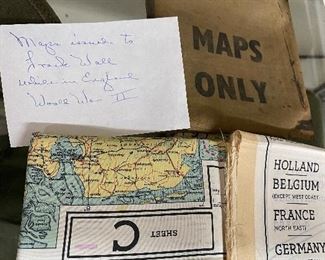 Maps issued to
Frank Wall
while in England
World War II
MAPS
ONLY
SHEET
C
HOLLAND
BELGIUM
(EXCEPT WEST COAST)
FRANCE
(NORTH EAST)
GERMANY